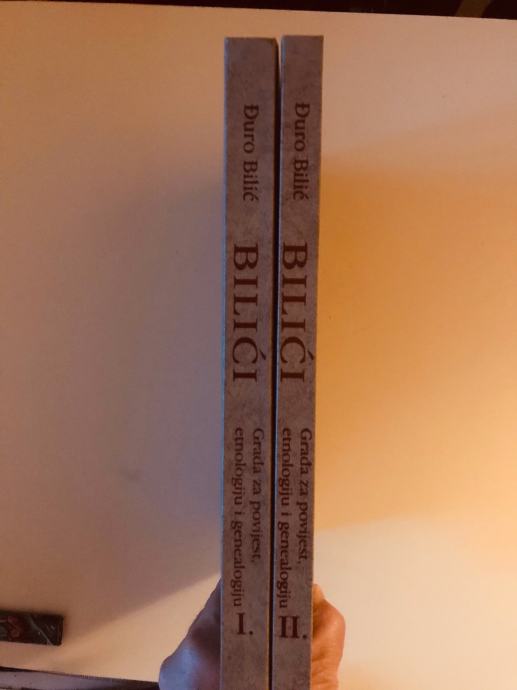 Đuro Bilić
BILIĆI
Građa za povijest,
etnologiju i genealogiju
I.
Đuro Bilić
BILIĆI
Građa za povijest,
etnologiju i genealogiju
II.